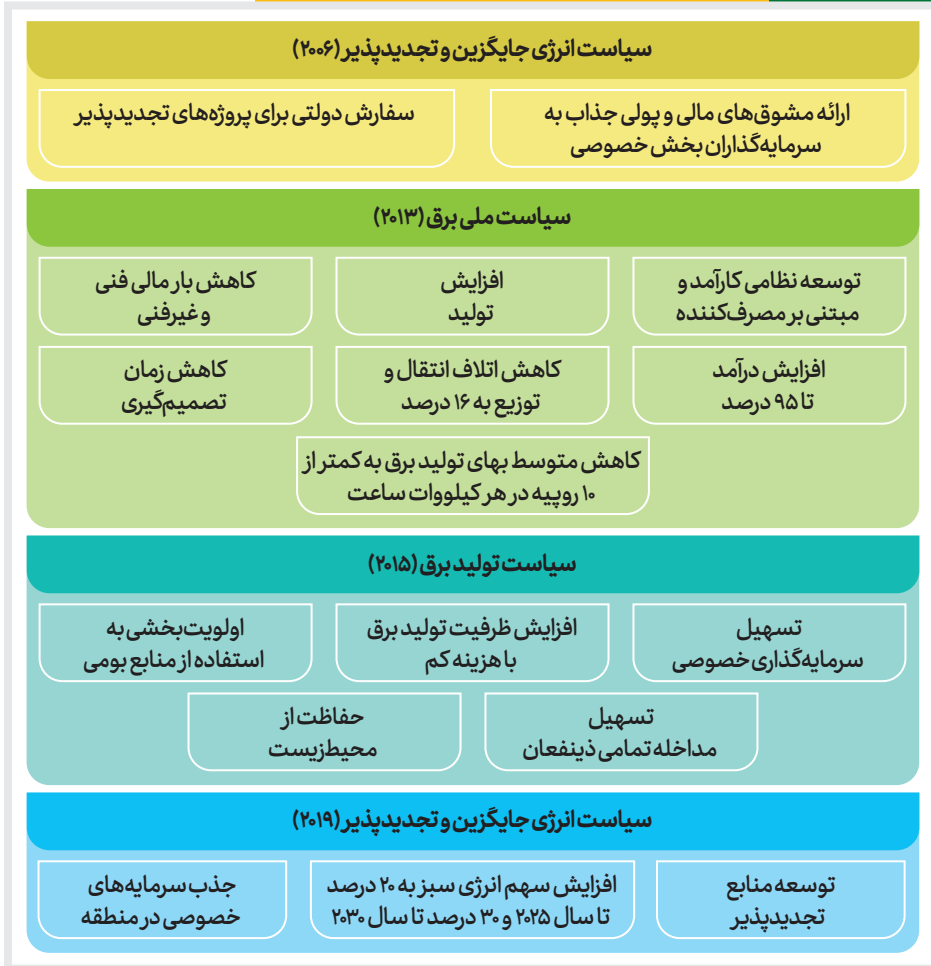 سیاست انرژی جایگزین و تجدیدپذیر (۲۰۰۶)
ارائه مشوق‌های مالی و پولی جذاب به
سرمایه‌گذاران بخش خصوصی
سفارش دولتی برای پروژه‌های تجدیدپذیر
سیاست ملی برق (۲۰۱۳)
توسعه نظامی کارآمد و
مبتنی بر مصرف‌کننده
افزایش
تولید
کاهش بار مالی فنی
و غیرفنی
افزایش درآمد
تا ۹۵ درصد
کاهش اتلاف انتقال و
توزیع به ۱۶ درصد
کاهش زمان
تصمیم‌گیری
کاهش متوسط بهای تولید برق به کمتر از
۱۰ روپیه در هر کیلووات ساعت
سیاست تولید برق (۲۰۱۵)
تسهیل
سرمایه‌گذاری خصوصی
افزایش ظرفیت تولید برق
با هزینه کم
اولویت‌بخشی به
استفاده از منابع بومی
تسهیل
مداخله تمامی ذینفعان
حفاظت از
محیط‌زیست
سیاست انرژی جایگزین و تجدیدپذیر (۲۰۱۹)
توسعه منابع
تجدیدپذیر
افزایش سهم انرژی سبز به ۲۰ درصد
تا سال ۲۰۲۵ و ۳۰ درصد تا سال ۲۰۳۰
جذب سرمایه‌های
خصوصی در منطقه